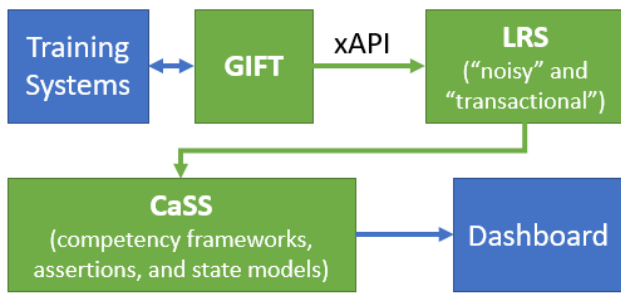 Training
Systems
GIFT
xAPI
LRS
(“noisy” and
“transactional”)
CaSS
(competency frameworks,
assertions, and state models)
Dashboard